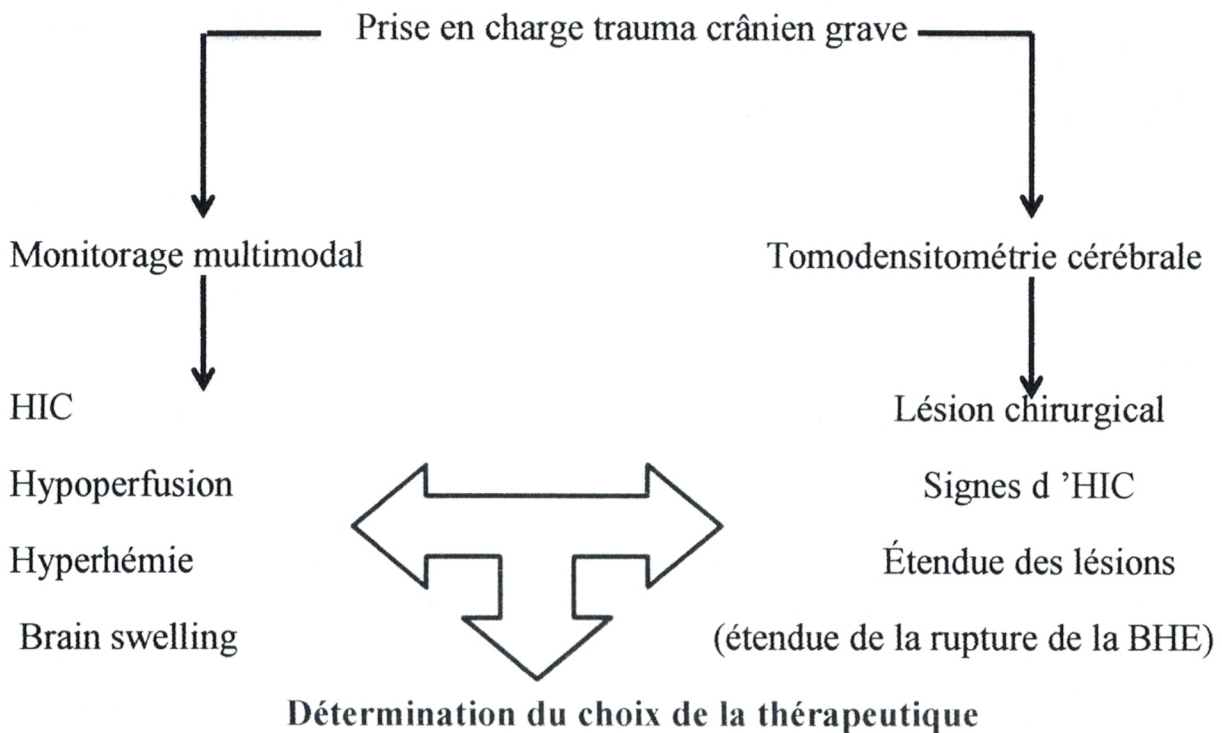 Prise en charge trauma crânien grave
Monitorage multimodal
Tomodensitométrie cérébrale
HIC
Lésion chirurgical
Hypoperfusion
Signes d ’HIC
Hyperhémie
Étendue des lésions
Brain swelling
(étendue de la rupture de la BHE)
Détermination du choix de la thérapeutique